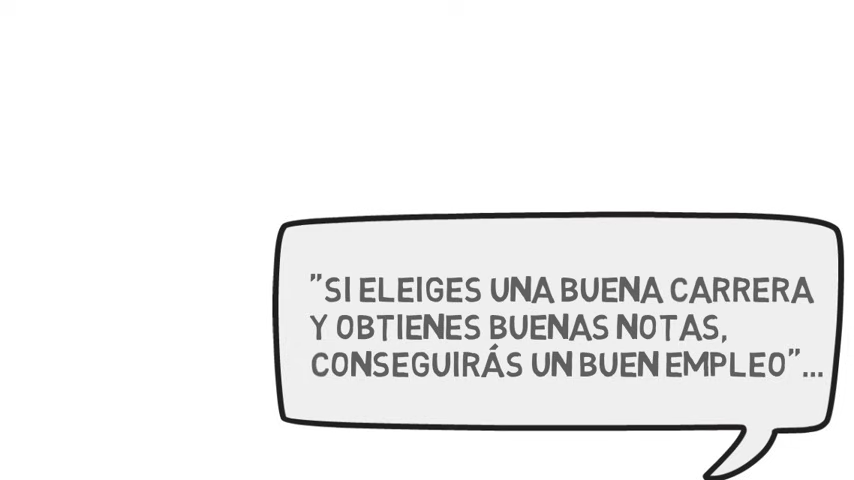 "SI ELEIGES UNA BUENA CARRERA
Y OBTIENES BUENAS NOTAS,
CONSEGUIRÁS UN BUEN EMPLEO"...